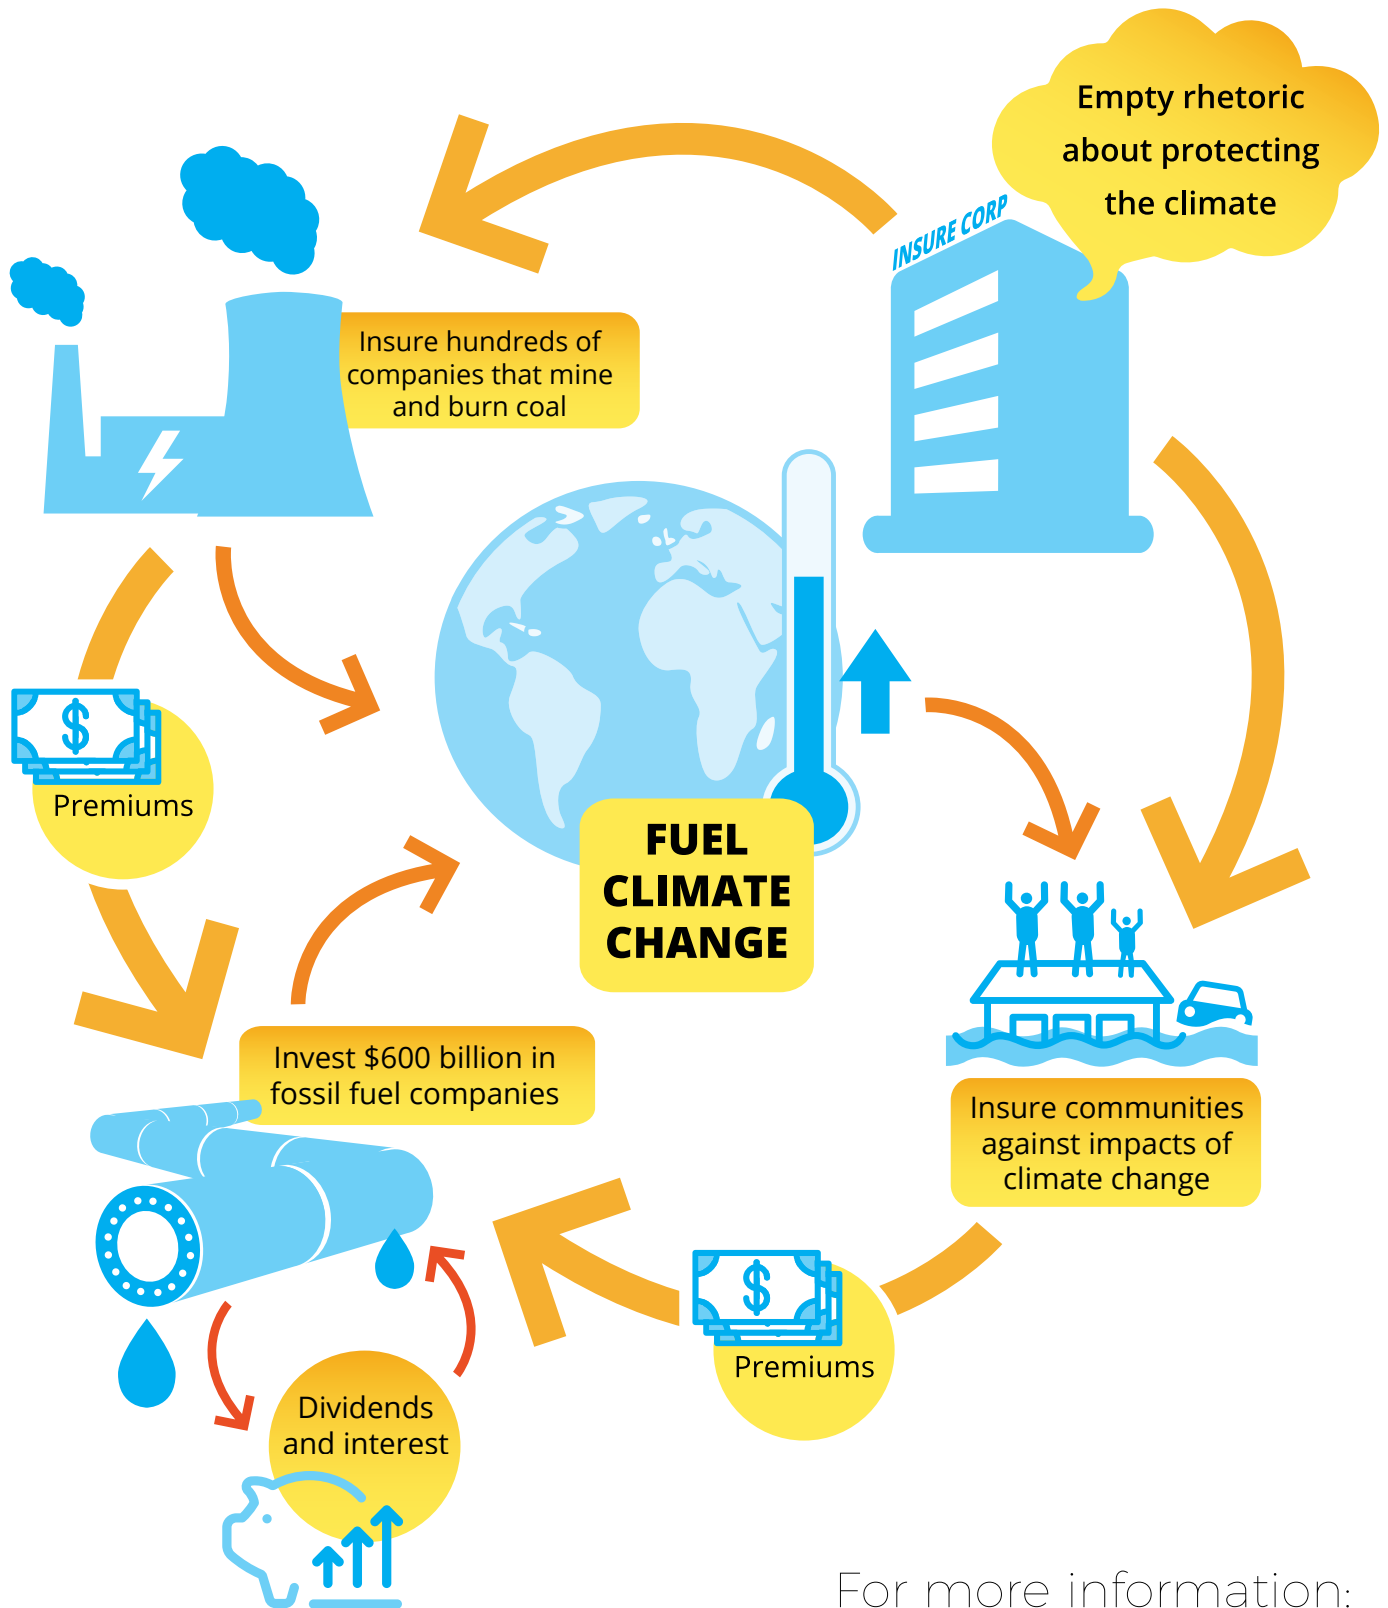 Empty rhetoric
about protecting
the climate
INSURE CORP
Insure hundreds of
companies that mine
and burn coal
$
Premiums
FUEL
CLIMATE
CHANGE
Invest $600 billion in
fossil fuel companies
Insure communities
against impacts of
climate change
$
Premiums
Dividends
and interest
For more information: